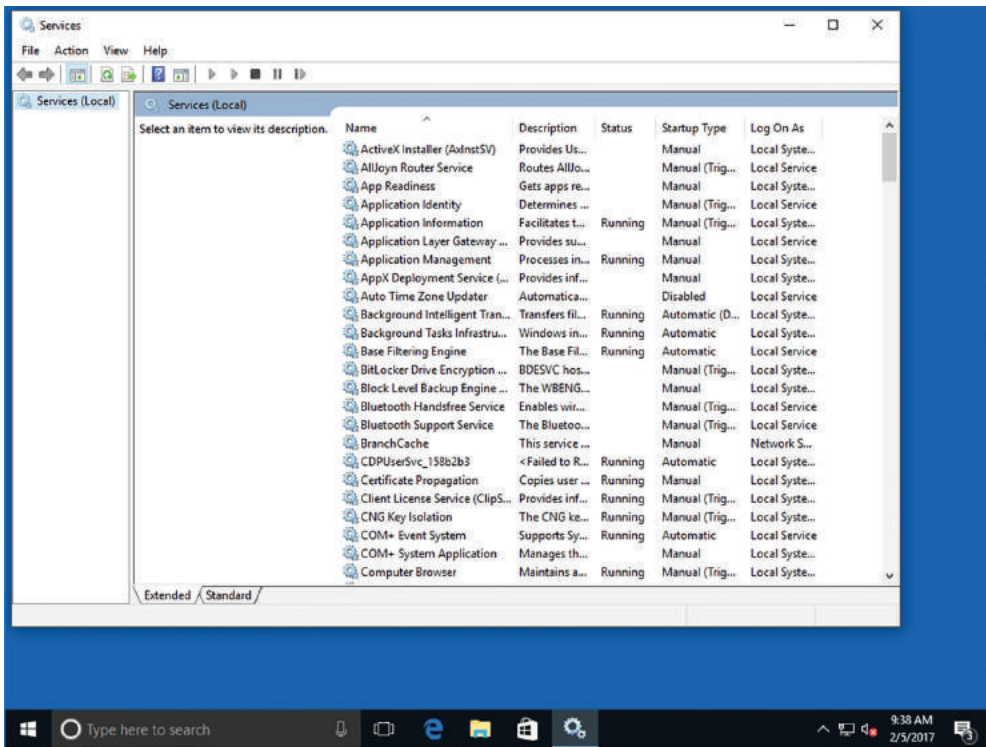 Services
File Action View Help
Services (Local)
Services (Local)
Select an item to view its description.
Name Description Status Startup Type Log On As
ActiveX Installer (AxInstSV) Provides Us... Manual Local Syste...
AllJoyn Router Service Routes AllJo... Manual (Trig... Local Service
App Readiness Gets apps re... Manual Local Syste...
Application Identity Determines ... Manual (Trig... Local Service
Application Information Facilitates t... Running Manual (Trig... Local Syste...
Application Layer Gateway ... Provides su... Manual Local Service
Application Management Processes in... Running Manual Local Syste...
AppX Deployment Service (... Provides inf... Manual Local Syste...
Auto Time Zone Updater Automatica... Disabled Local Service
Background Intelligent Tran... Transfers fil... Running Automatic (D... Local Syste...
Background Tasks Infrastru... Windows in... Running Automatic Local Syste...
Base Filtering Engine The Base Fil... Running Automatic Local Service
BitLocker Drive Encryption ... BDESVC hos... Manual (Trig... Local Syste...
Block Level Backup Engine ... The WBENG... Manual Local Syste...
Bluetooth Handsfree Service Enables wir... Manual (Trig... Local Service
Bluetooth Support Service The Bluetoo... Manual (Trig... Local Service
BranchCache This service ... Manual Network S...
CDPUserSvc_158b2b3 <Failed to R... Running Automatic Local Syste...
Certificate Propagation Copies user ... Running Manual Local Syste...
Client License Service (ClipS... Provides inf... Running Manual (Trig... Local Syste...
CNG Key Isolation The CNG ke... Running Manual (Trig... Local Syste...
COM+ Event System Supports Sy... Running Automatic Local Service
COM+ System Application Manages th... Manual Local Syste...
Computer Browser Maintains a... Running Manual (Trig... Local Syste...
Extended Standard
Type here to search
9:38 AM
2/5/2017
3